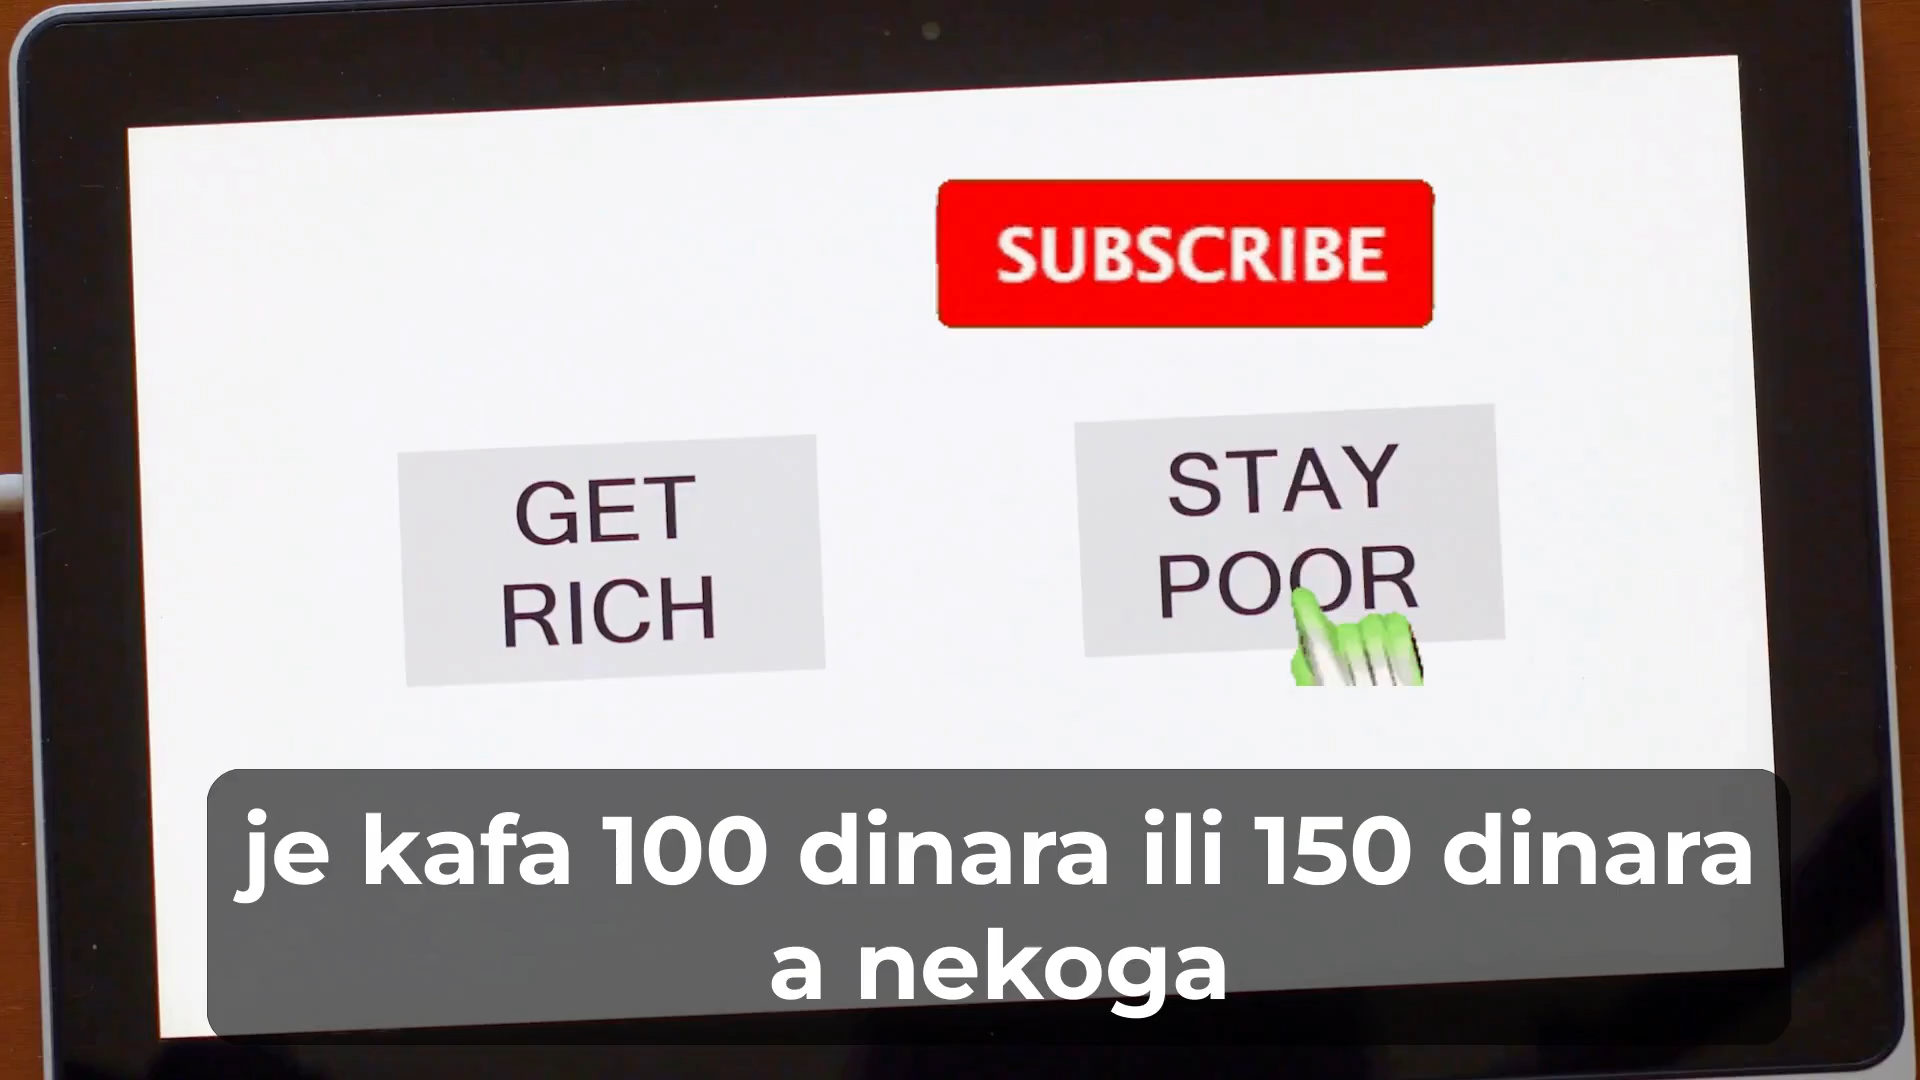 SUBSCRIBE
GET
RICH
STAY
POOR
je kafa 100 dinara ili 150 dinara
a nekoga